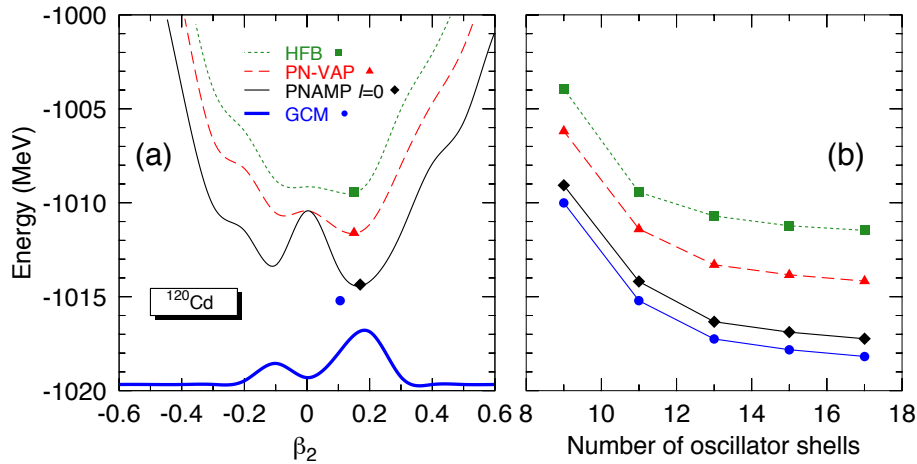 -1000
-1005
-1010
-1015
-1020
Energy (MeV)
HFB
PN-VAP
PNAMP I=0
GCM
(a)
(b)
¹²⁰Cd
-0.6 -0.4 -0.2 0 0.2 0.4 0.6
β₂
8 10 12 14 16 18
Number of oscillator shells